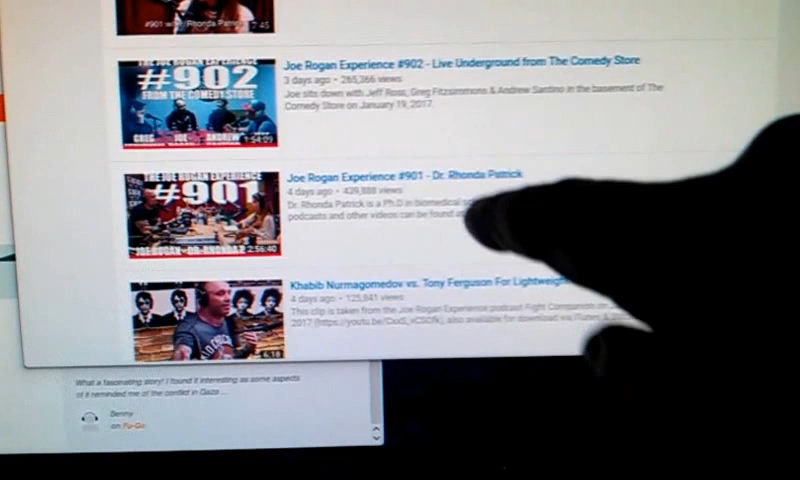 #901 w/ Rhonda Patrick 7:45
THE JOE ROGAN EXPERIENCE
#902
FROM THE COMEDY STORE
GREG JOE ANDREW
1:54:09
Joe Rogan Experience #902 - Live Underground from The Comedy Store
3 days ago • 265,366 views
Joe sits down with Jeff Ross, Greg Fitzsimmons & Andrew Santino in the basement of The
Comedy Store on January 19, 2017.
THE JOE ROGAN EXPERIENCE
#901
JOE ROGAN - DR. RHONDA P
2:56:40
Joe Rogan Experience #901 - Dr. Rhonda Patrick
4 days ago • 439,888 views
Dr. Rhonda Patrick is a Ph.D in biomedical
podcasts and other videos can be found
6:18
Khabib Nurmagomedov vs. Tony Ferguson For Lightweight
4 days ago • 125,841 views
This clip is taken from the Joe Rogan Experience podcast Fight Companion on
also available for download via iTunes &
What a fascinating story! I found it interesting as some aspects
of it reminded me of the conflict in Gaza ...
Benny
on Yu-Go